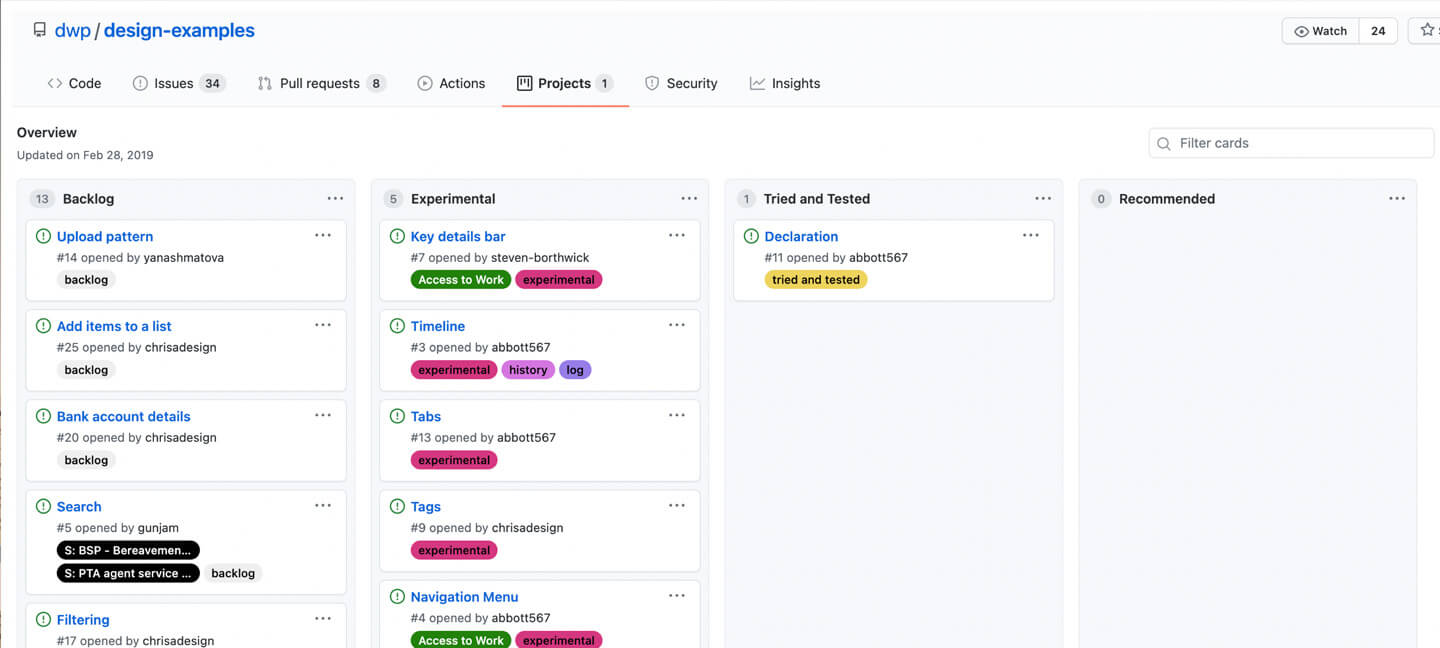 dwp / design-examples
Watch 24
Code
Issues 34
Pull requests 8
Actions
Projects 1
Security
Insights
Overview
Updated on Feb 28, 2019
Filter cards
13 Backlog
Upload pattern
#14 opened by yanashmatova
backlog
Add items to a list
#25 opened by chrisadesign
backlog
Bank account details
#20 opened by chrisadesign
backlog
Search
#5 opened by gunjam
S: BSP - Bereavemen...
S: PTA agent service ... backlog
Filtering
#17 opened by chrisadesign
5 Experimental
Key details bar
#7 opened by steven-borthwick
Access to Work experimental
Timeline
#3 opened by abbott567
experimental history log
Tabs
#13 opened by abbott567
experimental
Tags
#9 opened by chrisadesign
experimental
Navigation Menu
#4 opened by abbott567
Access to Work experimental
1 Tried and Tested
Declaration
#11 opened by abbott567
tried and tested
0 Recommended